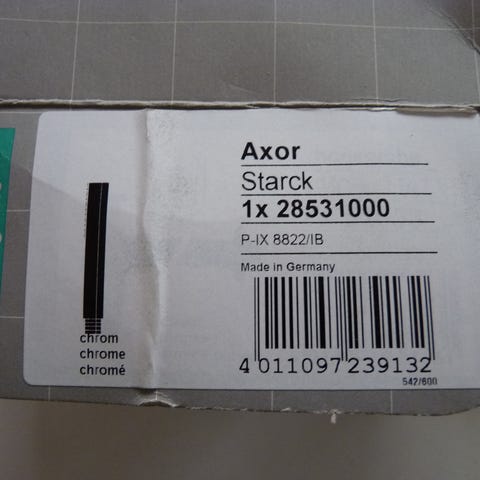 Axor
Starck
1x 28531000
P-IX 8822/IB
Made in Germany
chrom
chrome
chromé
4 011097 239132
542/600